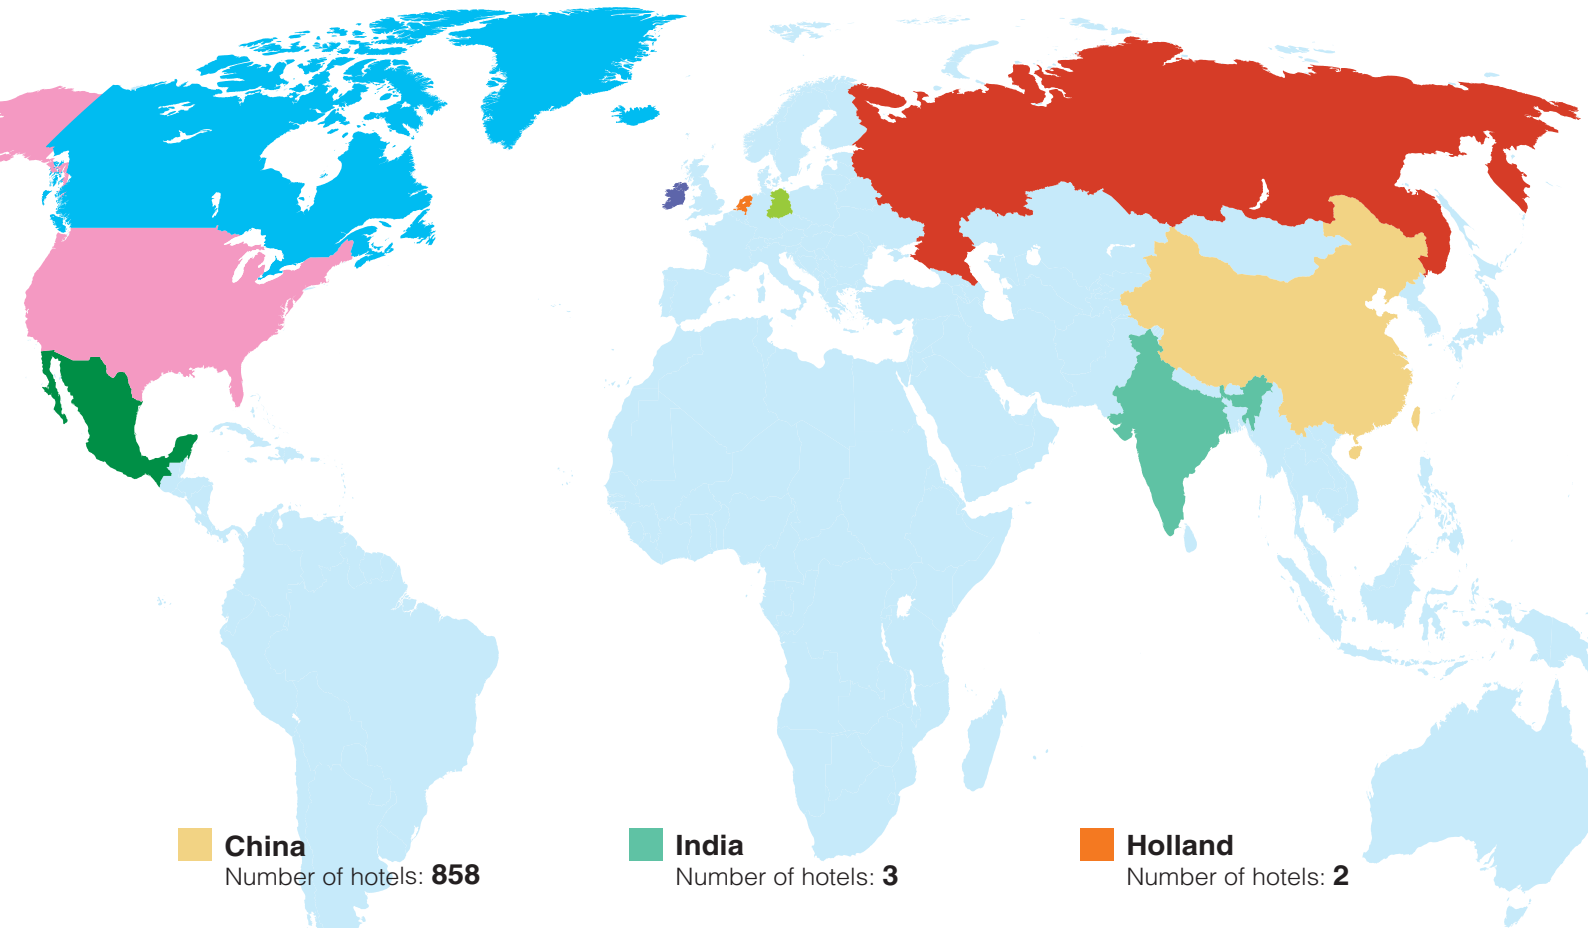 China
Number of hotels: 858
India
Number of hotels: 3
Holland
Number of hotels: 2